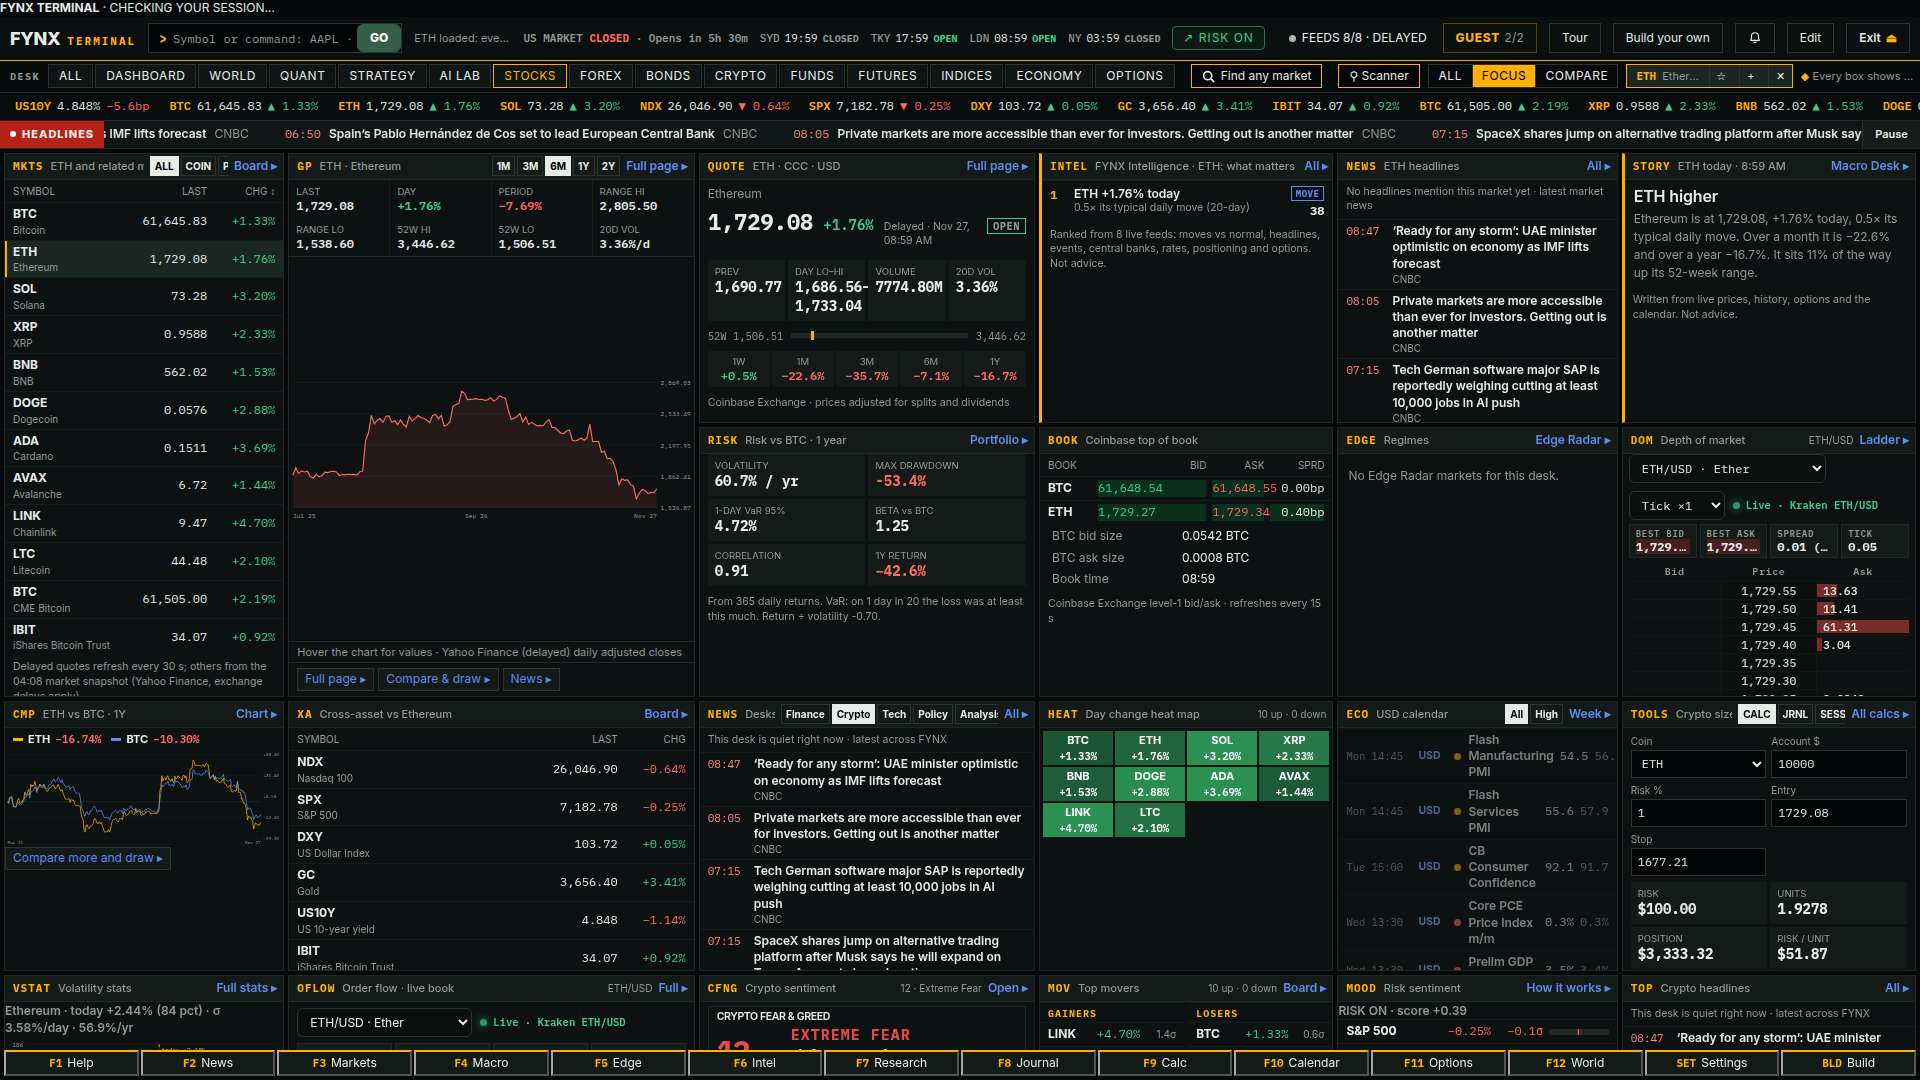 FYNX TERMINAL · CHECKING YOUR SESSION...
FYNX TERMINAL > Symbol or command: AAPL · GO ETH loaded: eve... US MARKET CLOSED · Opens in 5h 30m SYD 19:59 CLOSED TKY 17:59 OPEN LDN 08:59 OPEN NY 03:59 CLOSED ↗ RISK ON FEEDS 8/8 · DELAYED GUEST 2/2 Tour Build your own Edit Exit
DESK ALL DASHBOARD WORLD QUANT STRATEGY AI LAB STOCKS FOREX BONDS CRYPTO FUNDS FUTURES INDICES ECONOMY OPTIONS Find any market Scanner ALL FOCUS COMPARE ETH Ether... ☆ + × ◆ Every box shows ...
US10Y 4.848% −5.6bp BTC 61,645.83 ▲ 1.33% ETH 1,729.08 ▲ 1.76% SOL 73.28 ▲ 3.20% NDX 26,046.90 ▼ 0.64% SPX 7,182.78 ▼ 0.25% DXY 103.72 ▲ 0.05% GC 3,656.40 ▲ 3.41% IBIT 34.07 ▲ 0.92% BTC 61,505.00 ▲ 2.19% XRP 0.9588 ▲ 2.33% BNB 562.02 ▲ 1.53% DOGE
HEADLINES s IMF lifts forecast CNBC 06:50 Spain's Pablo Hernández de Cos set to lead European Central Bank CNBC 08:05 Private markets are more accessible than ever for investors. Getting out is another matter CNBC 07:15 SpaceX shares jump on alternative trading platform after Musk say Pause
MKTS ETH and related m ALL COIN P Board ▸
SYMBOL LAST CHG ↕
BTC Bitcoin 61,645.83 +1.33%
ETH Ethereum 1,729.08 +1.76%
SOL Solana 73.28 +3.20%
XRP XRP 0.9588 +2.33%
BNB BNB 562.02 +1.53%
DOGE Dogecoin 0.0576 +2.88%
ADA Cardano 0.1511 +3.69%
AVAX Avalanche 6.72 +1.44%
LINK Chainlink 9.47 +4.70%
LTC Litecoin 44.48 +2.10%
BTC CME Bitcoin 61,505.00 +2.19%
IBIT iShares Bitcoin Trust 34.07 +0.92%
Delayed quotes refresh every 30 s; others from the
04:08 market snapshot (Yahoo Finance, exchange
delays apply)
GP ETH · Ethereum 1M 3M 6M 1Y 2Y Full page ▸
LAST DAY PERIOD RANGE HI
1,729.08 +1.76% −7.69% 2,805.50
RANGE LO 52W HI 52W LO 20D VOL
1,538.60 3,446.62 1,506.51 3.36%/d
2,533.49
2,197.95
1,862.41
Jul 25 Sep 26 Nov 27
Hover the chart for values · Yahoo Finance (delayed) daily adjusted closes
Full page ▸ Compare & draw ▸ News ▸
QUOTE ETH · CCC · USD Full page ▸
Ethereum
1,729.08 +1.76% Delayed · Nov 27, 08:59 AM OPEN
PREV DAY LO–HI VOLUME 20D VOL
1,690.77 1,686.56–1,733.04 7774.80M 3.36%
52W 1,506.51 3,446.62
1W 1M 3M 6M 1Y
+0.5% −22.6% −35.7% −7.1% −16.7%
Coinbase Exchange · prices adjusted for splits and dividends
INTEL FYNX Intelligence · ETH: what matters All ▸
1 ETH +1.76% today MOVE
0.5× its typical daily move (20-day) 38
Ranked from 8 live feeds: moves vs normal, headlines,
events, central banks, rates, positioning and options.
Not advice.
NEWS ETH headlines All ▸
No headlines mention this market yet · latest market
news
08:47 'Ready for any storm': UAE minister
optimistic on economy as IMF lifts
forecast
CNBC
08:05 Private markets are more accessible
than ever for investors. Getting out is
another matter
CNBC
07:15 Tech German software major SAP is
reportedly weighing cutting at least
10,000 jobs in AI push
CNBC
STORY ETH today · 8:59 AM Macro Desk ▸
ETH higher
Ethereum is at 1,729.08, +1.76% today, 0.5× its
typical daily move. Over a month it is −22.6%
and over a year −16.7%. It sits 11% of the way
up its 52-week range.
Written from live prices, history, options and the
calendar. Not advice.
RISK Risk vs BTC · 1 year Portfolio ▸
VOLATILITY MAX DRAWDOWN
60.7% / yr -53.4%
1-DAY VaR 95% BETA vs BTC
4.72% 1.25
CORRELATION 1Y RETURN
0.91 −42.6%
From 365 daily returns. VaR: on 1 day in 20 the loss was at least
this much. Return ÷ volatility -0.70.
BOOK Coinbase top of book
BOOK BID ASK SPRD
BTC 61,648.54 61,648.55 0.00bp
ETH 1,729.27 1,729.34 0.40bp
BTC bid size 0.0542 BTC
BTC ask size 0.0008 BTC
Book time 08:59
Coinbase Exchange level-1 bid/ask · refreshes every 15
s
EDGE Regimes Edge Radar ▸
No Edge Radar markets for this desk.
DOM Depth of market ETH/USD Ladder ▸
ETH/USD · Ether
Tick ×1 Live · Kraken ETH/USD
BEST BID BEST ASK SPREAD TICK
1,729... 1,729... 0.01 (... 0.05
Bid Price Ask
1,729.55 13.63
1,729.50 11.41
1,729.45 61.31
1,729.40 3.04
1,729.35
1,729.30
CMP ETH vs BTC · 1Y Chart ▸
ETH −16.74% BTC −10.30%
Compare more and draw ▸
XA Cross-asset vs Ethereum Board ▸
SYMBOL LAST CHG
NDX Nasdaq 100 26,046.90 −0.64%
SPX S&P 500 7,182.78 −0.25%
DXY US Dollar Index 103.72 +0.05%
GC Gold 3,656.40 +3.41%
US10Y US 10-year yield 4.848 −1.14%
IBIT iShares Bitcoin Trust 34.07 +0.92%
NEWS Desk: Finance Crypto Tech Policy Analysi All ▸
This desk is quiet right now · latest across FYNX
08:47 'Ready for any storm': UAE minister optimistic
on economy as IMF lifts forecast
CNBC
08:05 Private markets are more accessible than ever
for investors. Getting out is another matter
CNBC
07:15 Tech German software major SAP is reportedly
weighing cutting at least 10,000 jobs in AI
push
CNBC
07:15 SpaceX shares jump on alternative trading
platform after Musk says he will expand on
HEAT Day change heat map 10 up · 0 down
BTC ETH SOL XRP
+1.33% +1.76% +3.20% +2.33%
BNB DOGE ADA AVAX
+1.53% +2.88% +3.69% +1.44%
LINK LTC
+4.70% +2.10%
ECO USD calendar All High Week ▸
Mon 14:45 USD Flash Manufacturing PMI 54.5 56.
Mon 14:45 USD Flash Services PMI 55.6 57.9
Tue 15:00 USD CB Consumer Confidence 92.1 91.7
Wed 13:30 USD Core PCE Price Index m/m 0.3% 0.3%
Wed 13:30 USD Prelim GDP 3.5% 3.4%
TOOLS Crypto size CALC JRNL SESS All calcs ▸
Coin Account $
ETH 10000
Risk % Entry
1 1729.08
Stop
1677.21
RISK UNITS
$100.00 1.9278
POSITION RISK / UNIT
$3,333.32 $51.87
VSTAT Volatility stats Full stats ▸
Ethereum · today +2.44% (84 pct) · σ
3.58%/day · 56.9%/yr
OFLOW Order flow · live book ETH/USD Full ▸
ETH/USD · Ether Live · Kraken ETH/USD
CFNG Crypto sentiment 12 · Extreme Fear Open ▸
CRYPTO FEAR & GREED
12 EXTREME FEAR
MOV Top movers 10 up · 0 down Board ▸
GAINERS LOSERS
LINK +4.70% 1.4σ BTC +1.33% 0.6σ
MOOD Risk sentiment How it works ▸
RISK ON · score +0.39
S&P 500 −0.25% −0.1σ
TOP Crypto headlines All ▸
This desk is quiet right now · latest across FYNX
08:47 'Ready for any storm': UAE minister
F1 Help F2 News F3 Markets F4 Macro F5 Edge F6 Intel F7 Research F8 Journal F9 Calc F10 Calendar F11 Options F12 World SET Settings BLD Build